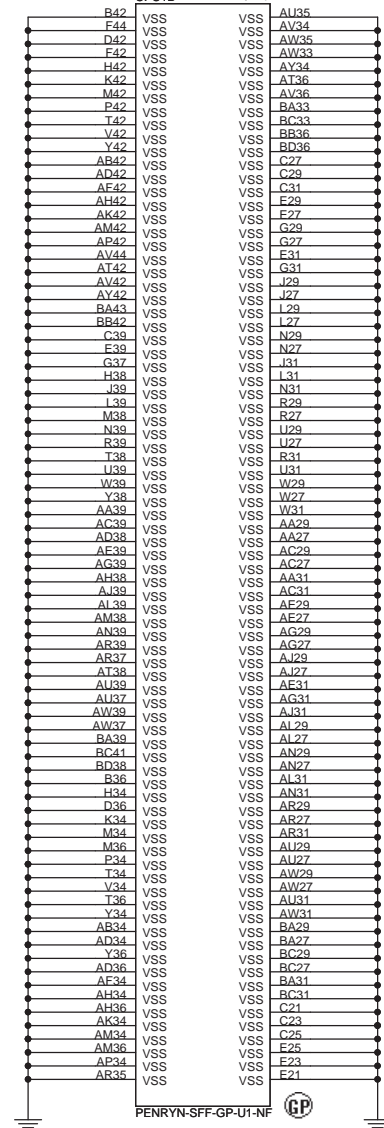 B42 VSS VSS AU35
F44 VSS VSS AV34
D42 VSS VSS AW35
F42 VSS VSS AW33
H42 VSS VSS AY34
K42 VSS VSS AT36
M42 VSS VSS AV36
P42 VSS VSS BA33
T42 VSS VSS BC33
V42 VSS VSS BB36
Y42 VSS VSS BD36
AB42 VSS VSS C27
AD42 VSS VSS C29
AF42 VSS VSS C31
AH42 VSS VSS E29
AK42 VSS VSS E27
AM42 VSS VSS G29
AP42 VSS VSS G27
AV44 VSS VSS E31
AT42 VSS VSS G31
AV42 VSS VSS J29
AY42 VSS VSS J27
BA43 VSS VSS L29
BB42 VSS VSS L27
C39 VSS VSS N29
E39 VSS VSS N27
G37 VSS VSS J31
H38 VSS VSS L31
J39 VSS VSS N31
L39 VSS VSS R29
M38 VSS VSS R27
N39 VSS VSS U29
R39 VSS VSS U27
T38 VSS VSS R31
U39 VSS VSS U31
W39 VSS VSS W29
Y38 VSS VSS W27
AA39 VSS VSS W31
AC39 VSS VSS AA29
AD38 VSS VSS AA27
AE39 VSS VSS AC29
AG39 VSS VSS AC27
AH38 VSS VSS AA31
AJ39 VSS VSS AC31
AL39 VSS VSS AE29
AM38 VSS VSS AE27
AN39 VSS VSS AG29
AR39 VSS VSS AG27
AR37 VSS VSS AJ29
AT38 VSS VSS AJ27
AU39 VSS VSS AE31
AU37 VSS VSS AG31
AW39 VSS VSS AJ31
AW37 VSS VSS AL29
BA39 VSS VSS AL27
BC41 VSS VSS AN29
BD38 VSS VSS AN27
B36 VSS VSS AL31
H34 VSS VSS AN31
D36 VSS VSS AR29
K34 VSS VSS AR27
M34 VSS VSS AR31
M36 VSS VSS AU29
P34 VSS VSS AU27
T34 VSS VSS AW29
V34 VSS VSS AW27
T36 VSS VSS AU31
Y34 VSS VSS AW31
AB34 VSS VSS BA29
AD34 VSS VSS BA27
Y36 VSS VSS BC29
AD36 VSS VSS BC27
AF34 VSS VSS BA31
AH34 VSS VSS BC31
AH36 VSS VSS C21
AK34 VSS VSS C23
AM34 VSS VSS C25
AM36 VSS VSS E25
AP34 VSS VSS E23
AR35 VSS VSS E21
PENRYN-SFF-GP-U1-NF GP